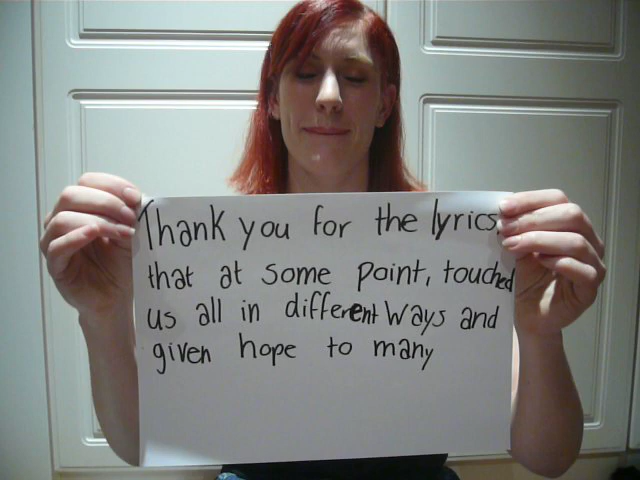 Thank you for the lyrics
that at some point, touched
us all in different ways and
given hope to many